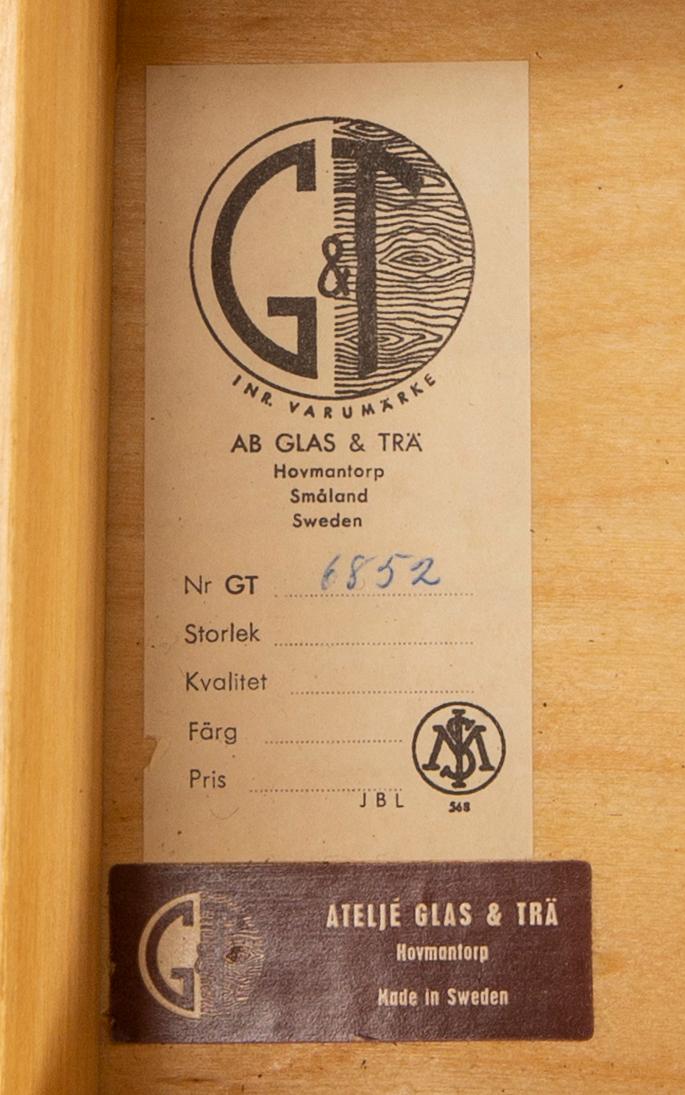 G&T
INR. VARUMÄRKE
AB GLAS & TRÄ
Hovmantorp
Småland
Sweden
Nr GT 6852
Storlek
Kvalitet
Färg
Pris
JBL
SM
568
G&
ATELJÉ GLAS & TRÄ
Hovmantorp
Made in Sweden